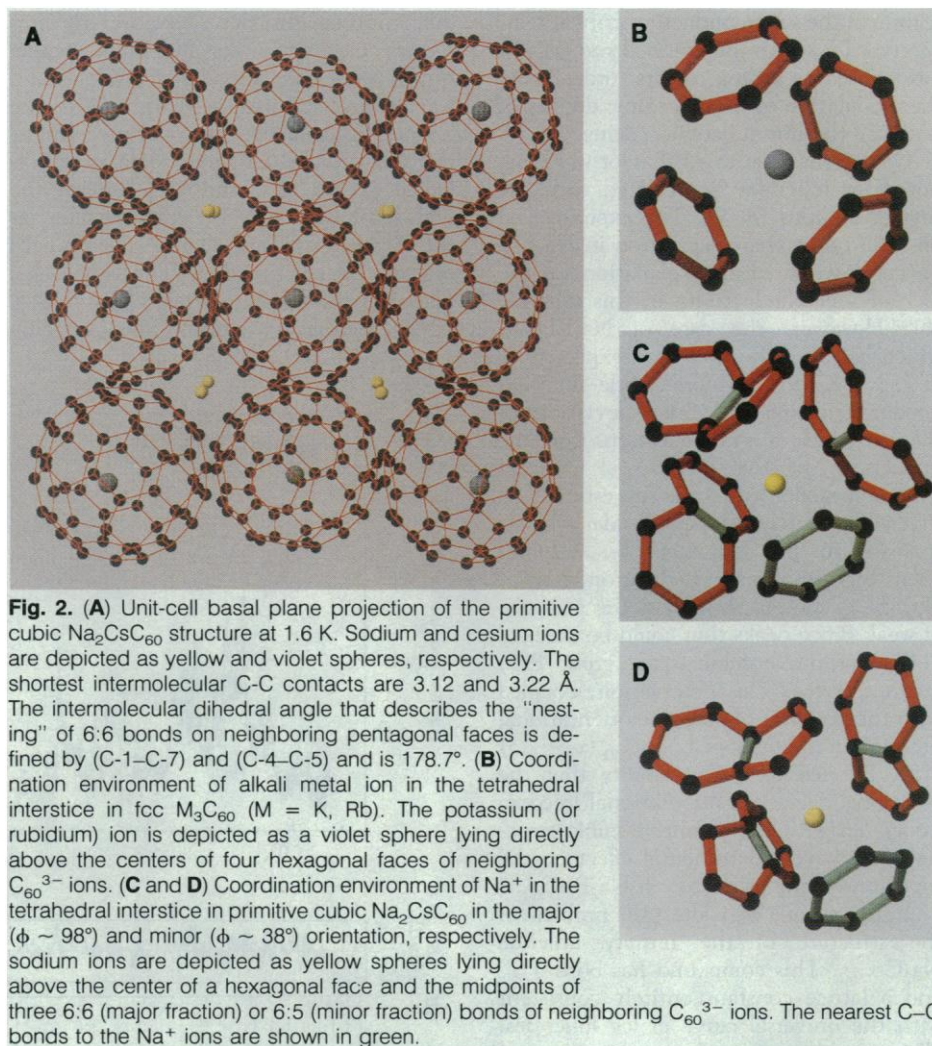 A
B
C
D
Fig. 2. (A) Unit-cell basal plane projection of the primitive
cubic Na₂CsC₆₀ structure at 1.6 K. Sodium and cesium ions
are depicted as yellow and violet spheres, respectively. The
shortest intermolecular C-C contacts are 3.12 and 3.22 Å.
The intermolecular dihedral angle that describes the "nest-
ing" of 6:6 bonds on neighboring pentagonal faces is de-
fined by (C-1–C-7) and (C-4–C-5) and is 178.7°. (B) Coordi-
nation environment of alkali metal ion in the tetrahedral
interstice in fcc M₃C₆₀ (M = K, Rb). The potassium (or
rubidium) ion is depicted as a violet sphere lying directly
above the centers of four hexagonal faces of neighboring
C₆₀³⁻ ions. (C and D) Coordination environment of Na⁺ in the
tetrahedral interstice in primitive cubic Na₂CsC₆₀ in the major
(ϕ ~ 98°) and minor (ϕ ~ 38°) orientation, respectively. The
sodium ions are depicted as yellow spheres lying directly
above the center of a hexagonal face and the midpoints of
three 6:6 (major fraction) or 6:5 (minor fraction) bonds of neighboring C₆₀³⁻ ions. The nearest C–C
bonds to the Na⁺ ions are shown in green.